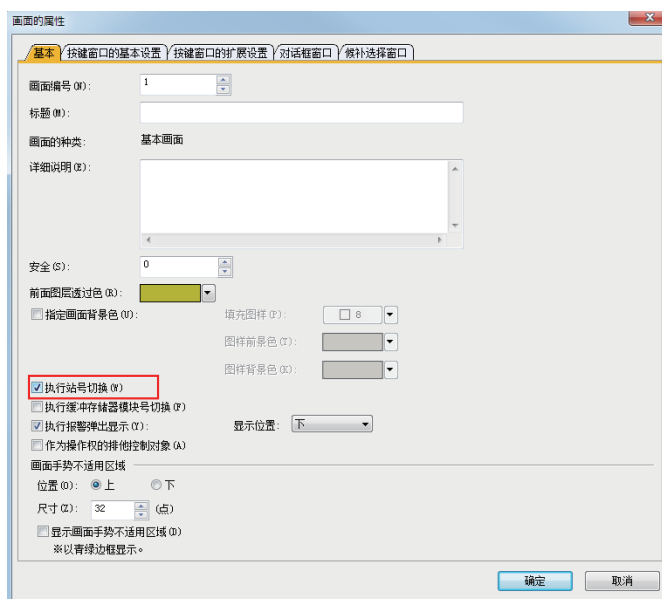 画面的属性
基本 按键窗口的基本设置 按键窗口的扩展设置 对话框窗口 候补选择窗口
画面编号(N): 1
标题(M):
画面的种类: 基本画面
详细说明(E):
安全(S): 0
前面图层透过色(R):
指定画面背景色(U): 填充图样(P): 8
图样前景色(T):
图样背景色(K):
执行站号切换(W)
执行缓冲存储器模块号切换(F)
执行报警弹出显示(Y): 显示位置: 下
作为操作权的排他控制对象(A)
画面手势不适用区域
位置(O): 上 下
尺寸(Z): 32 (点)
显示画面手势不适用区域(D)
※以青绿边框显示。
确定 取消